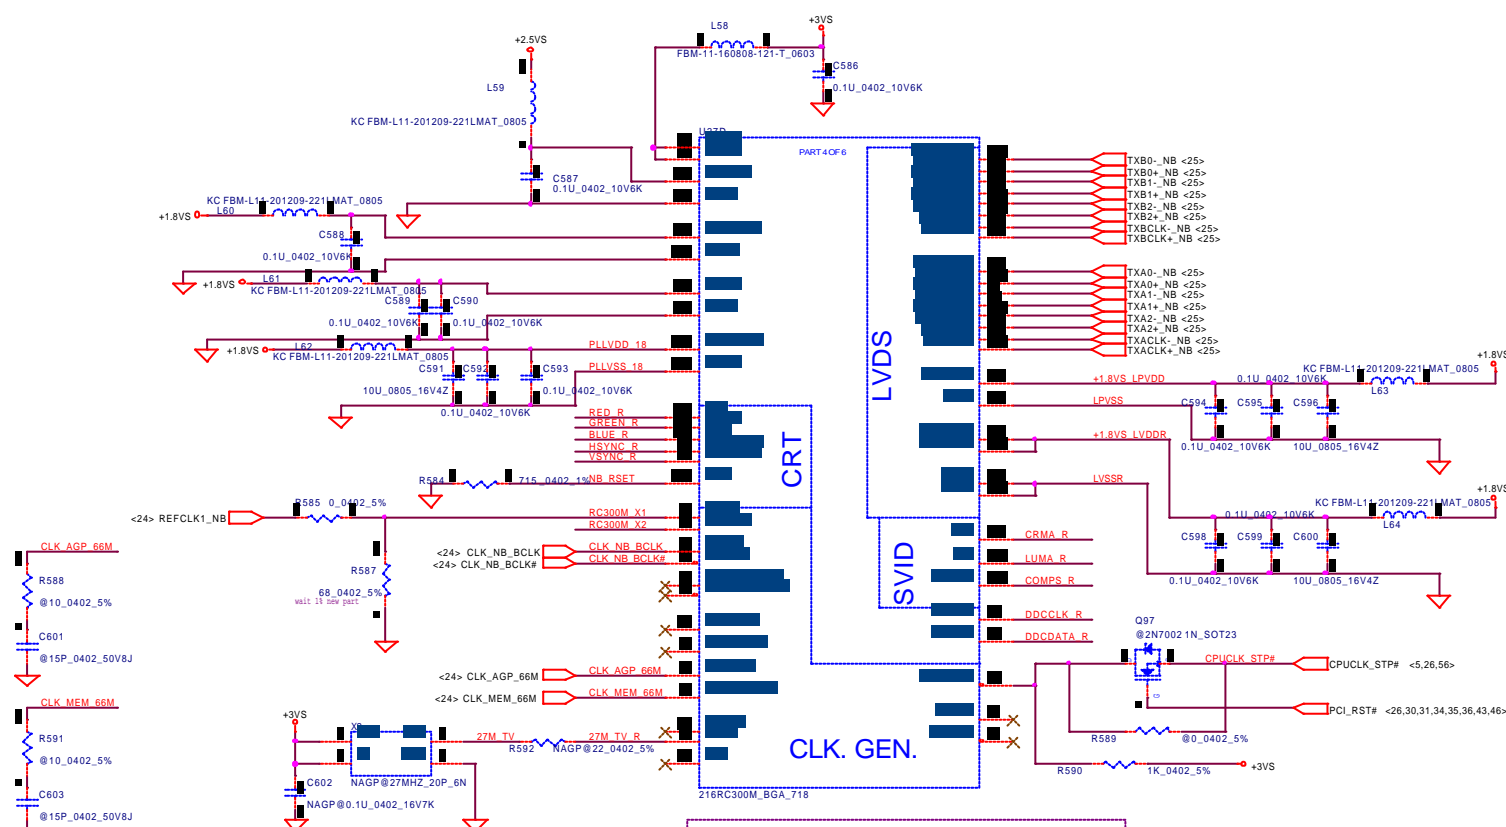 +3VS
L58
FBM-11-160808-121-T_0603
C586
0.1U_0402_10V6K
+2.5VS
L59
KC FBM-L11-201209-221LMAT_0805
C587
0.1U_0402_10V6K
KC FBM-L11-201209-221LMAT_0805
+1.8VS
L60
C588
0.1U_0402_10V6K
+1.8VS
L61
KC FBM-L11-201209-221LMAT_0805
C589
C590
0.1U_0402_10V6K
0.1U_0402_10V6K
+1.8VS
L62
KC FBM-L11-201209-221LMAT_0805
C591
C592
C593
10U_0805_16V4Z
0.1U_0402_10V6K
0.1U_0402_10V6K
PLLVDD_18
PLLVSS_18
RED_R
GREEN_R
BLUE_R
HSYNC_R
VSYNC_R
R584
715_0402_1%
NB_RSET
R585
0_0402_5%
<24> REFCLK1_NB
RC300M_X1
RC300M_X2
<24> CLK_NB_BCLK
CLK_NB_BCLK
<24> CLK_NB_BCLK#
CLK_NB_BCLK#
R587
68_0402_5%
wait 1% new part
CLK_AGP_66M
R588
@10_0402_5%
C601
@15P_0402_50V8J
CLK_MEM_66M
R591
@10_0402_5%
C603
@15P_0402_50V8J
<24> CLK_AGP_66M
CLK_AGP_66M
<24> CLK_MEM_66M
CLK_MEM_66M
+3VS
27M_TV
R592
NAGP@22_0402_5%
27M_TV_R
NAGP@27MHZ_20P_6N
C602
NAGP@0.1U_0402_16V7K
PART 4 OF 6
LVDS
CRT
SVID
CLK. GEN.
216RC300M_BGA_718
TXB0-_NB <25>
TXB0+_NB <25>
TXB1-_NB <25>
TXB1+_NB <25>
TXB2-_NB <25>
TXB2+_NB <25>
TXBCLK-_NB <25>
TXBCLK+_NB <25>
TXA0-_NB <25>
TXA0+_NB <25>
TXA1-_NB <25>
TXA1+_NB <25>
TXA2-_NB <25>
TXA2+_NB <25>
TXACLK-_NB <25>
TXACLK+_NB <25>
+1.8VS
KC FBM-L11-201209-221LMAT_0805
L63
+1.8VS_LPVDD
0.1U_0402_10V6K
LPVSS
C594
C595
C596
+1.8VS_LVDDR
0.1U_0402_10V6K
10U_0805_16V4Z
LVSSR
+1.8VS
KC FBM-L11-201209-221LMAT_0805
L64
0.1U_0402_10V6K
C598
C599
C600
0.1U_0402_10V6K
10U_0805_16V4Z
CRMA_R
LUMA_R
COMPS_R
DDCCLK_R
DDCDATA_R
Q97
@2N7002 1N_SOT23
CPUCLK_STP#
CPUCLK_STP# <5,26,56>
PCI_RST# <26,30,31,34,35,36,43,46>
R589
@0_0402_5%
R590
1K_0402_5%
+3VS